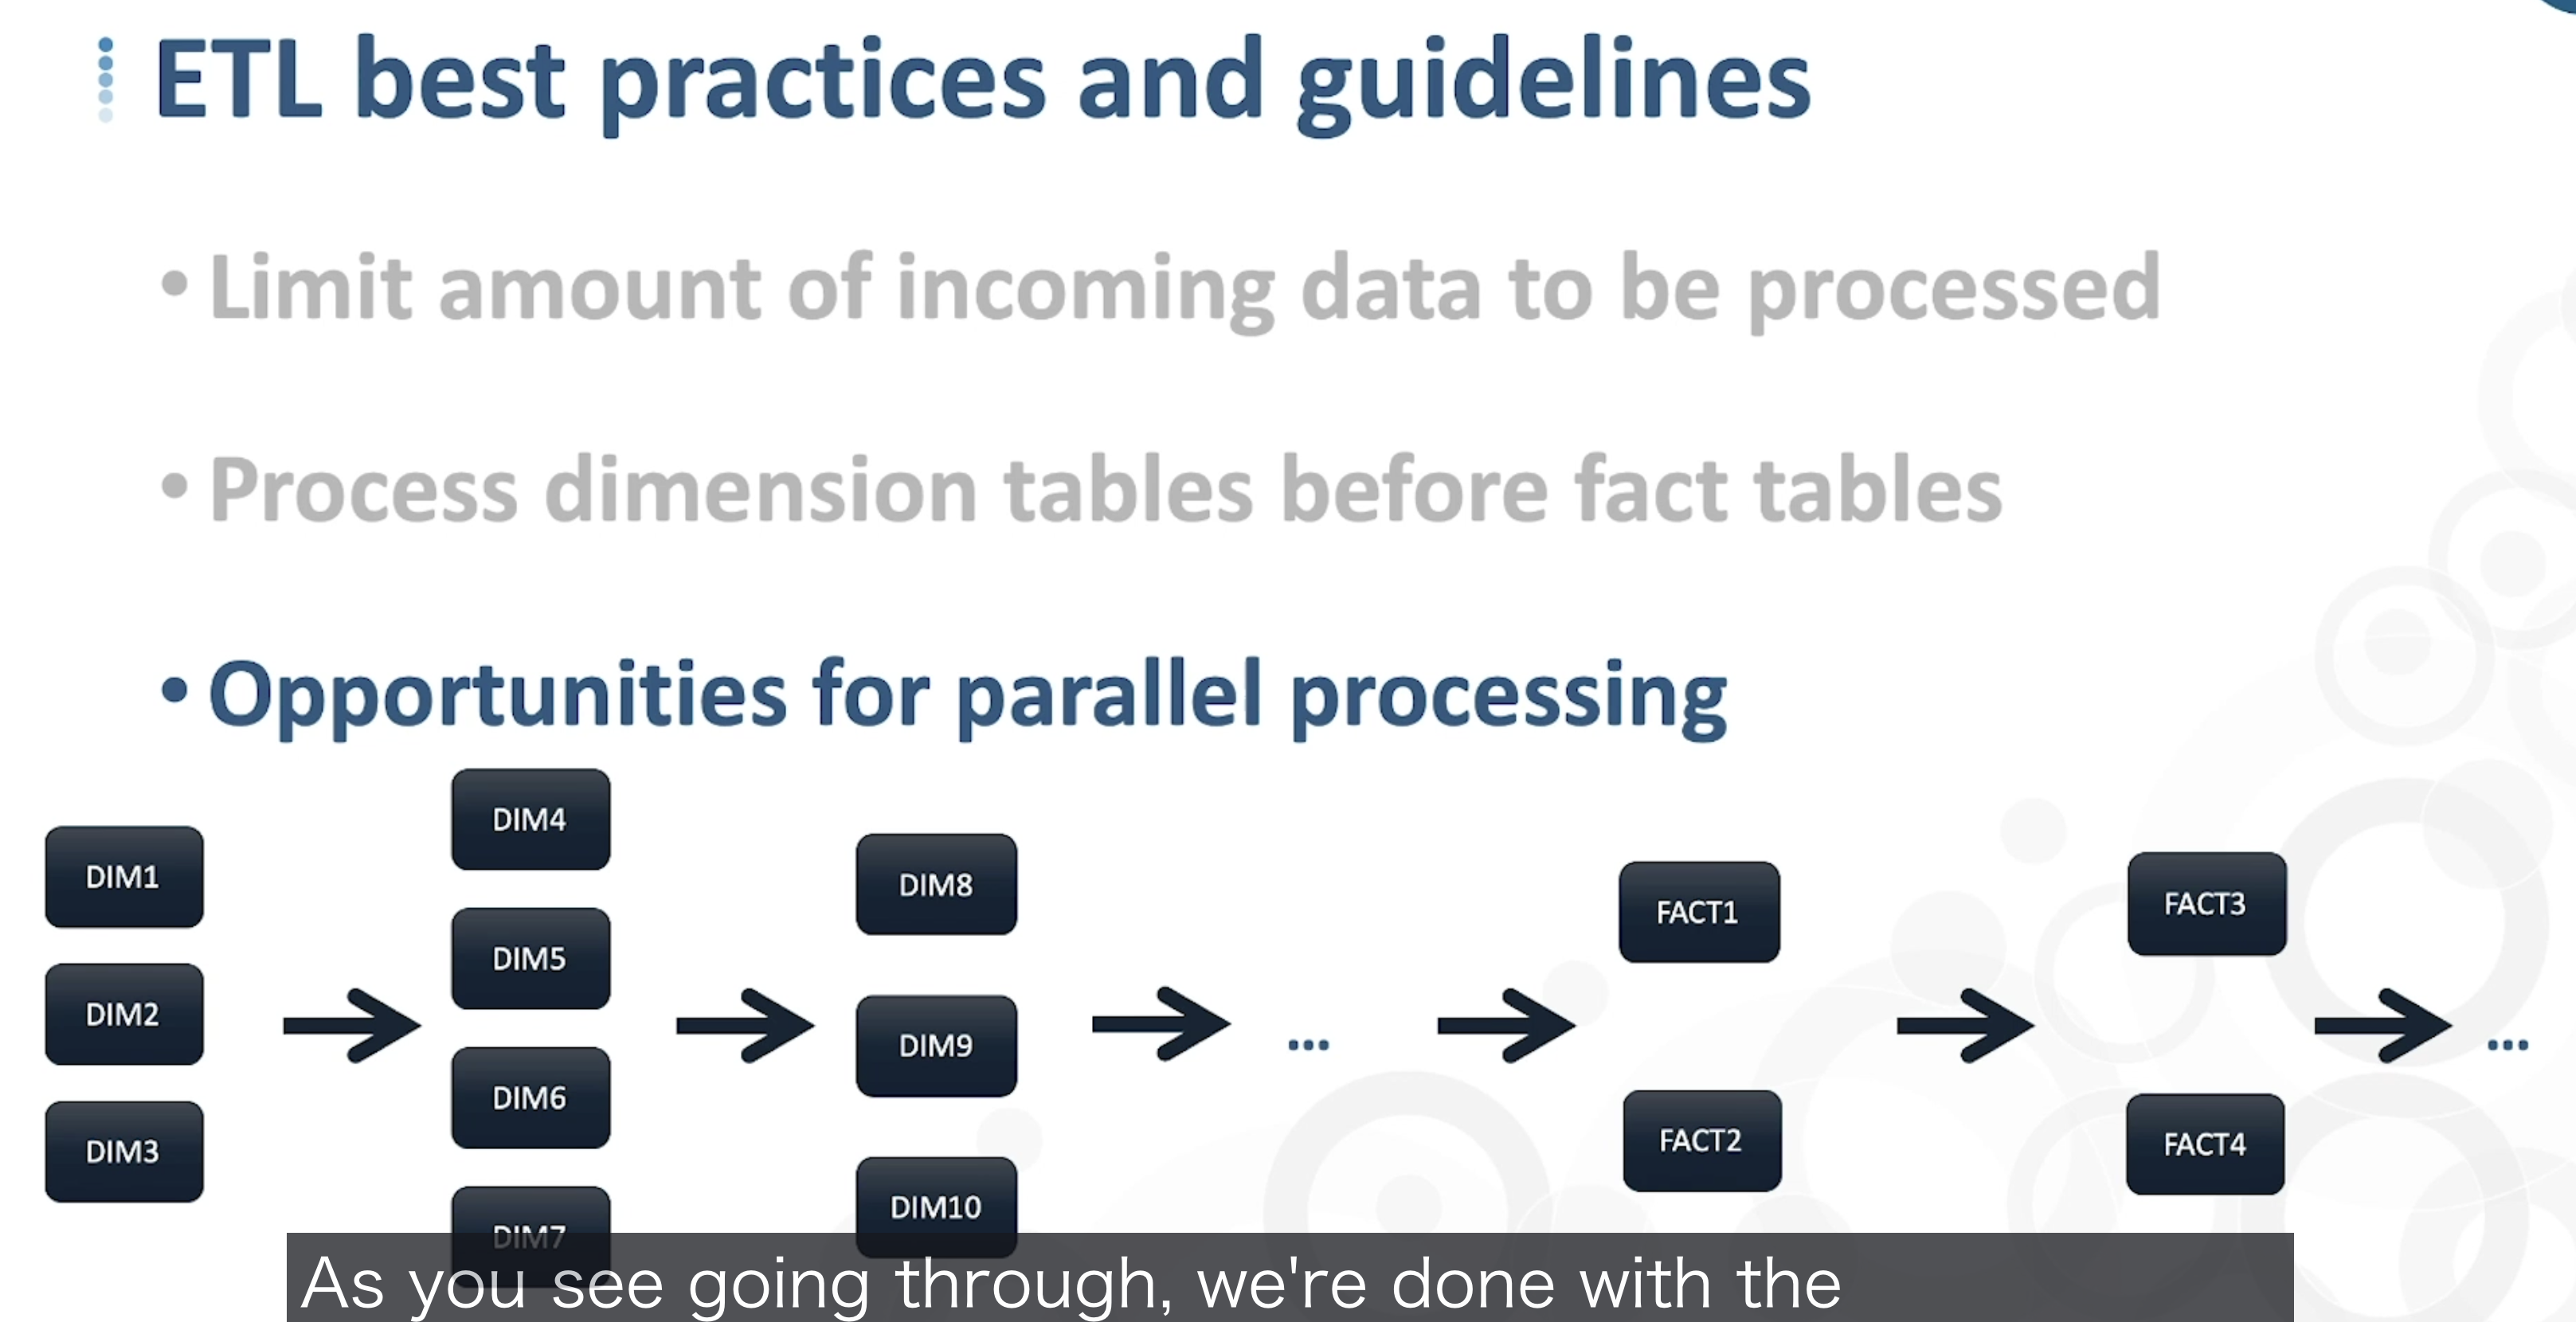 ETL best practices and guidelines
• Limit amount of incoming data to be processed
• Process dimension tables before fact tables
• Opportunities for parallel processing
DIM1
DIM2
DIM3
DIM4
DIM5
DIM6
DIM7
DIM8
DIM9
DIM10
...
FACT1
FACT2
FACT3
FACT4
...
As you see going through, we're done with the